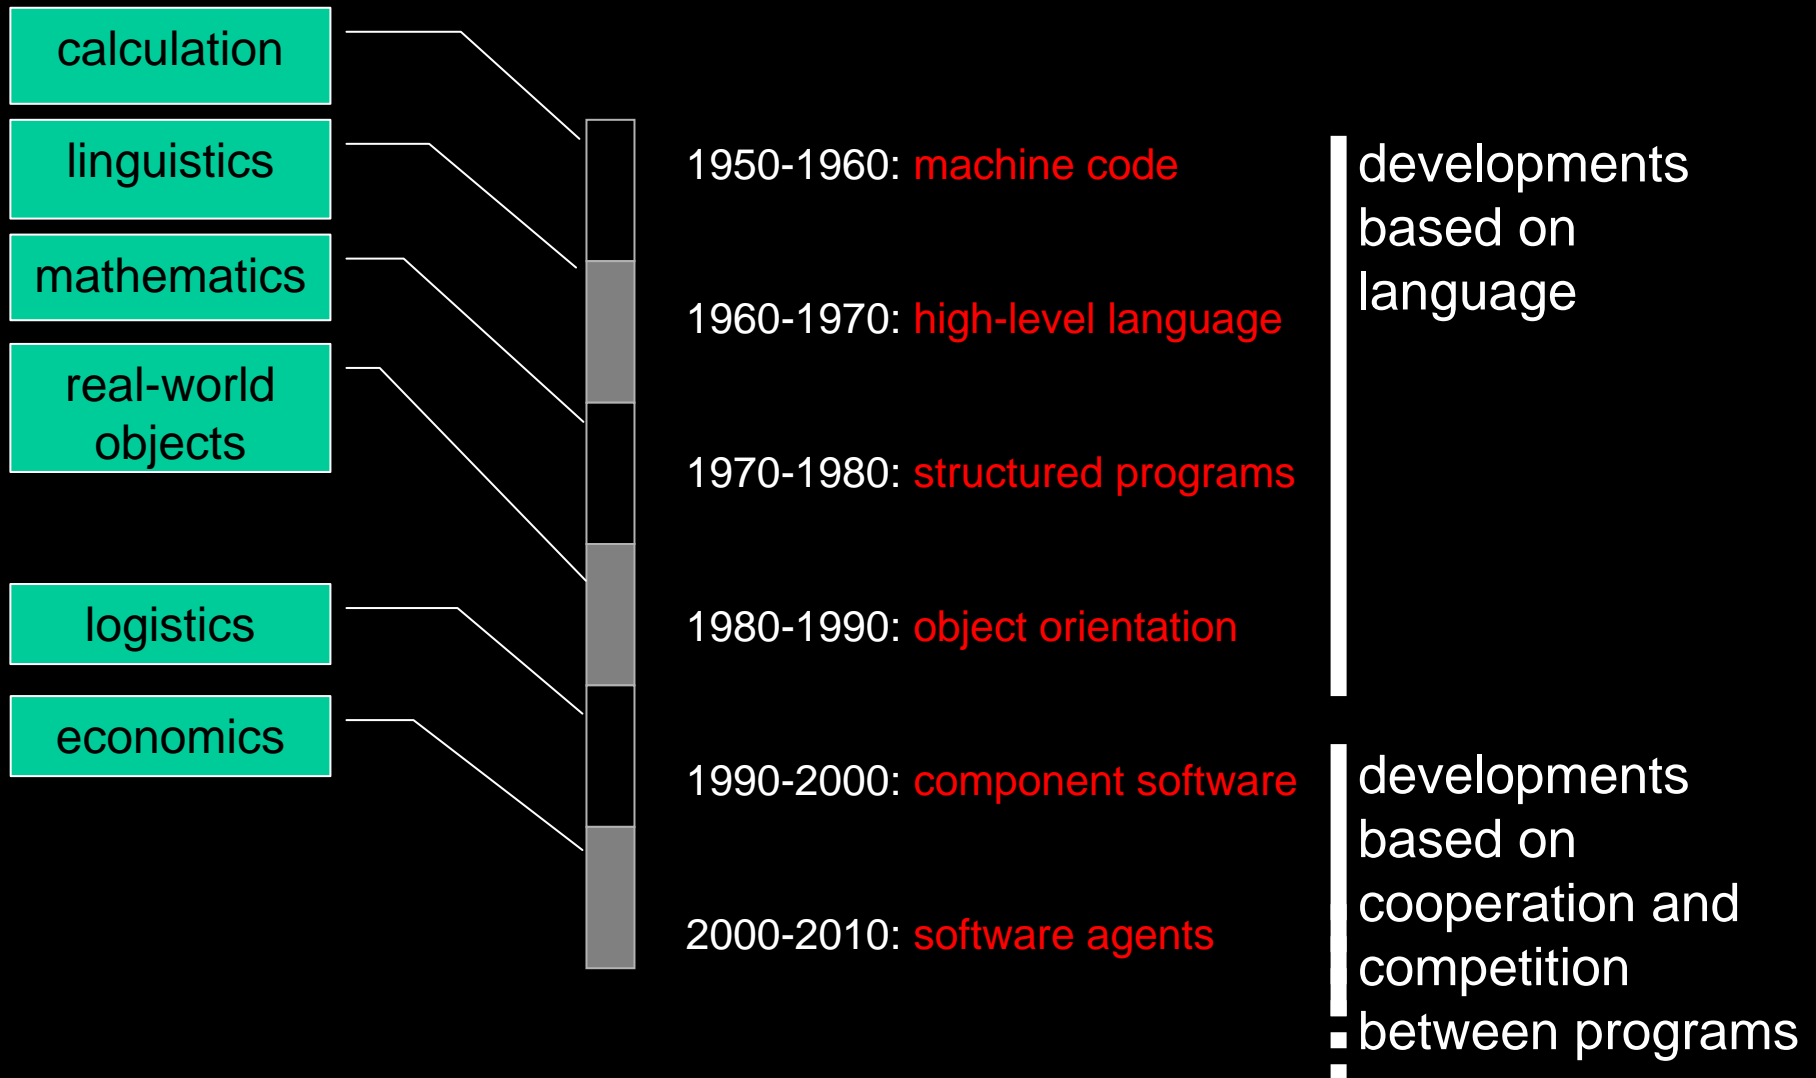 calculation
linguistics
mathematics
real-world
objects
logistics
economics
1950-1960: machine code
1960-1970: high-level language
1970-1980: structured programs
1980-1990: object orientation
1990-2000: component software
2000-2010: software agents
developments
based on
language
developments
based on
cooperation and
competition
between programs